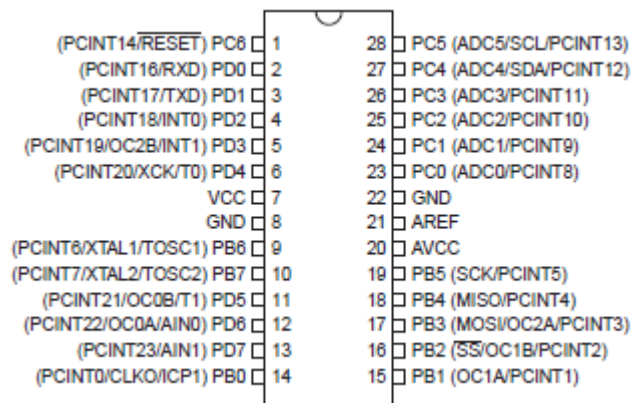 (PCINT14/RESET) PC6 1 28 PC5 (ADC5/SCL/PCINT13)
(PCINT16/RXD) PD0 2 27 PC4 (ADC4/SDA/PCINT12)
(PCINT17/TXD) PD1 3 26 PC3 (ADC3/PCINT11)
(PCINT18/INT0) PD2 4 25 PC2 (ADC2/PCINT10)
(PCINT19/OC2B/INT1) PD3 5 24 PC1 (ADC1/PCINT9)
(PCINT20/XCK/T0) PD4 6 23 PC0 (ADC0/PCINT8)
VCC 7 22 GND
GND 8 21 AREF
(PCINT6/XTAL1/TOSC1) PB6 9 20 AVCC
(PCINT7/XTAL2/TOSC2) PB7 10 19 PB5 (SCK/PCINT5)
(PCINT21/OC0B/T1) PD5 11 18 PB4 (MISO/PCINT4)
(PCINT22/OC0A/AIN0) PD6 12 17 PB3 (MOSI/OC2A/PCINT3)
(PCINT23/AIN1) PD7 13 16 PB2 (SS/OC1B/PCINT2)
(PCINT0/CLKO/ICP1) PB0 14 15 PB1 (OC1A/PCINT1)